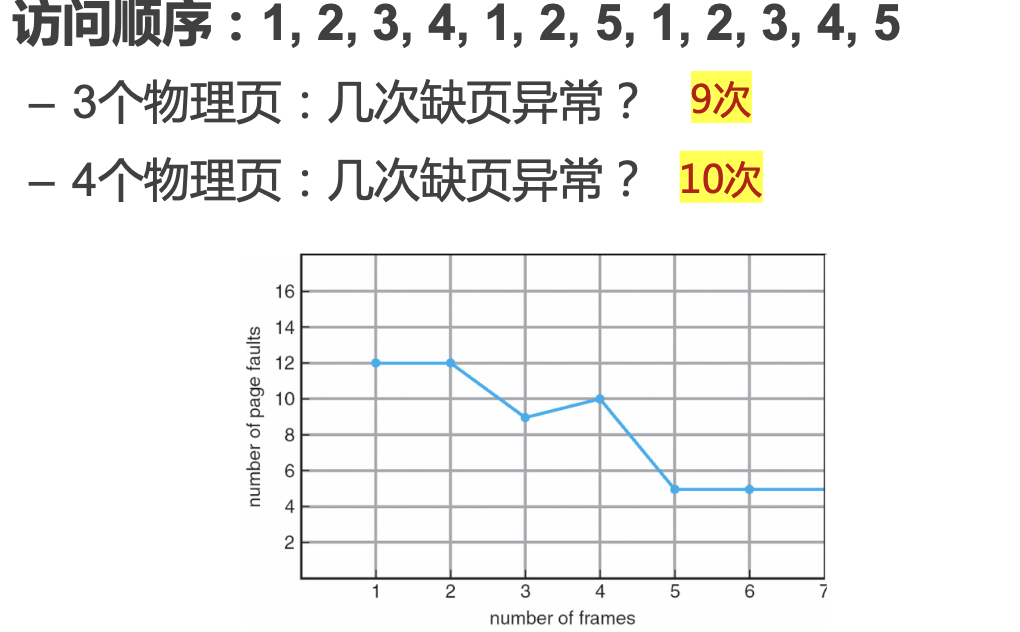 访问顺序：1, 2, 3, 4, 1, 2, 5, 1, 2, 3, 4, 5
– 3个物理页：几次缺页异常？ 9次
– 4个物理页：几次缺页异常？ 10次
number of page faults
16
14
12
10
8
6
4
2
1 2 3 4 5 6 7
number of frames